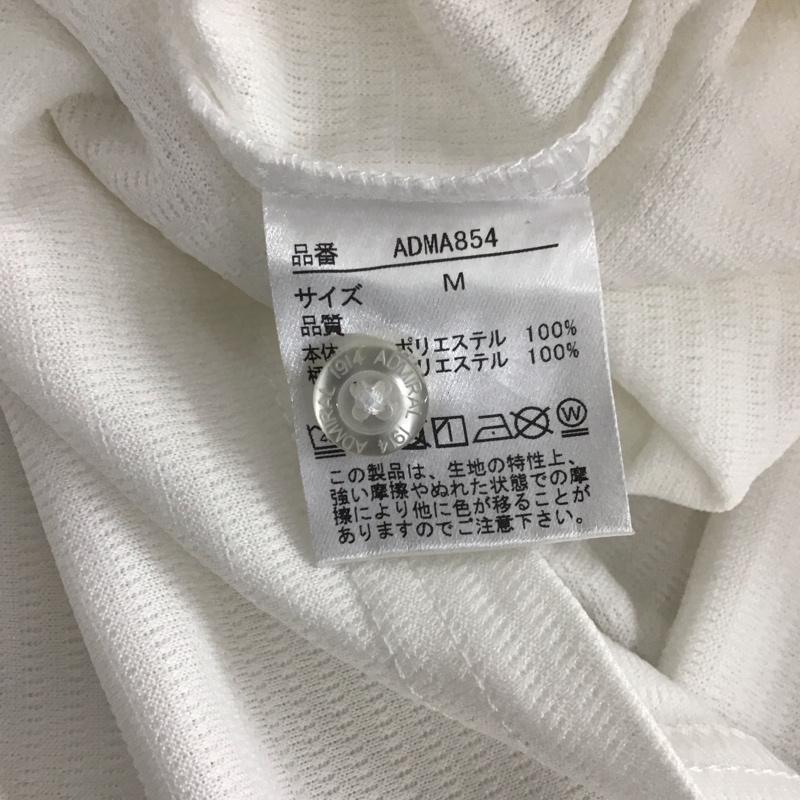 品番 ADMA854
サイズ M
品質
本体 ポリエステル 100%
ポリエステル 100%
ADMIRAL 1914 ADMIRAL 1914
W
この製品は、生地の特性上、
強い摩擦やぬれた状態での摩
擦により他に色が移ることが
ありますのでご注意下さい。